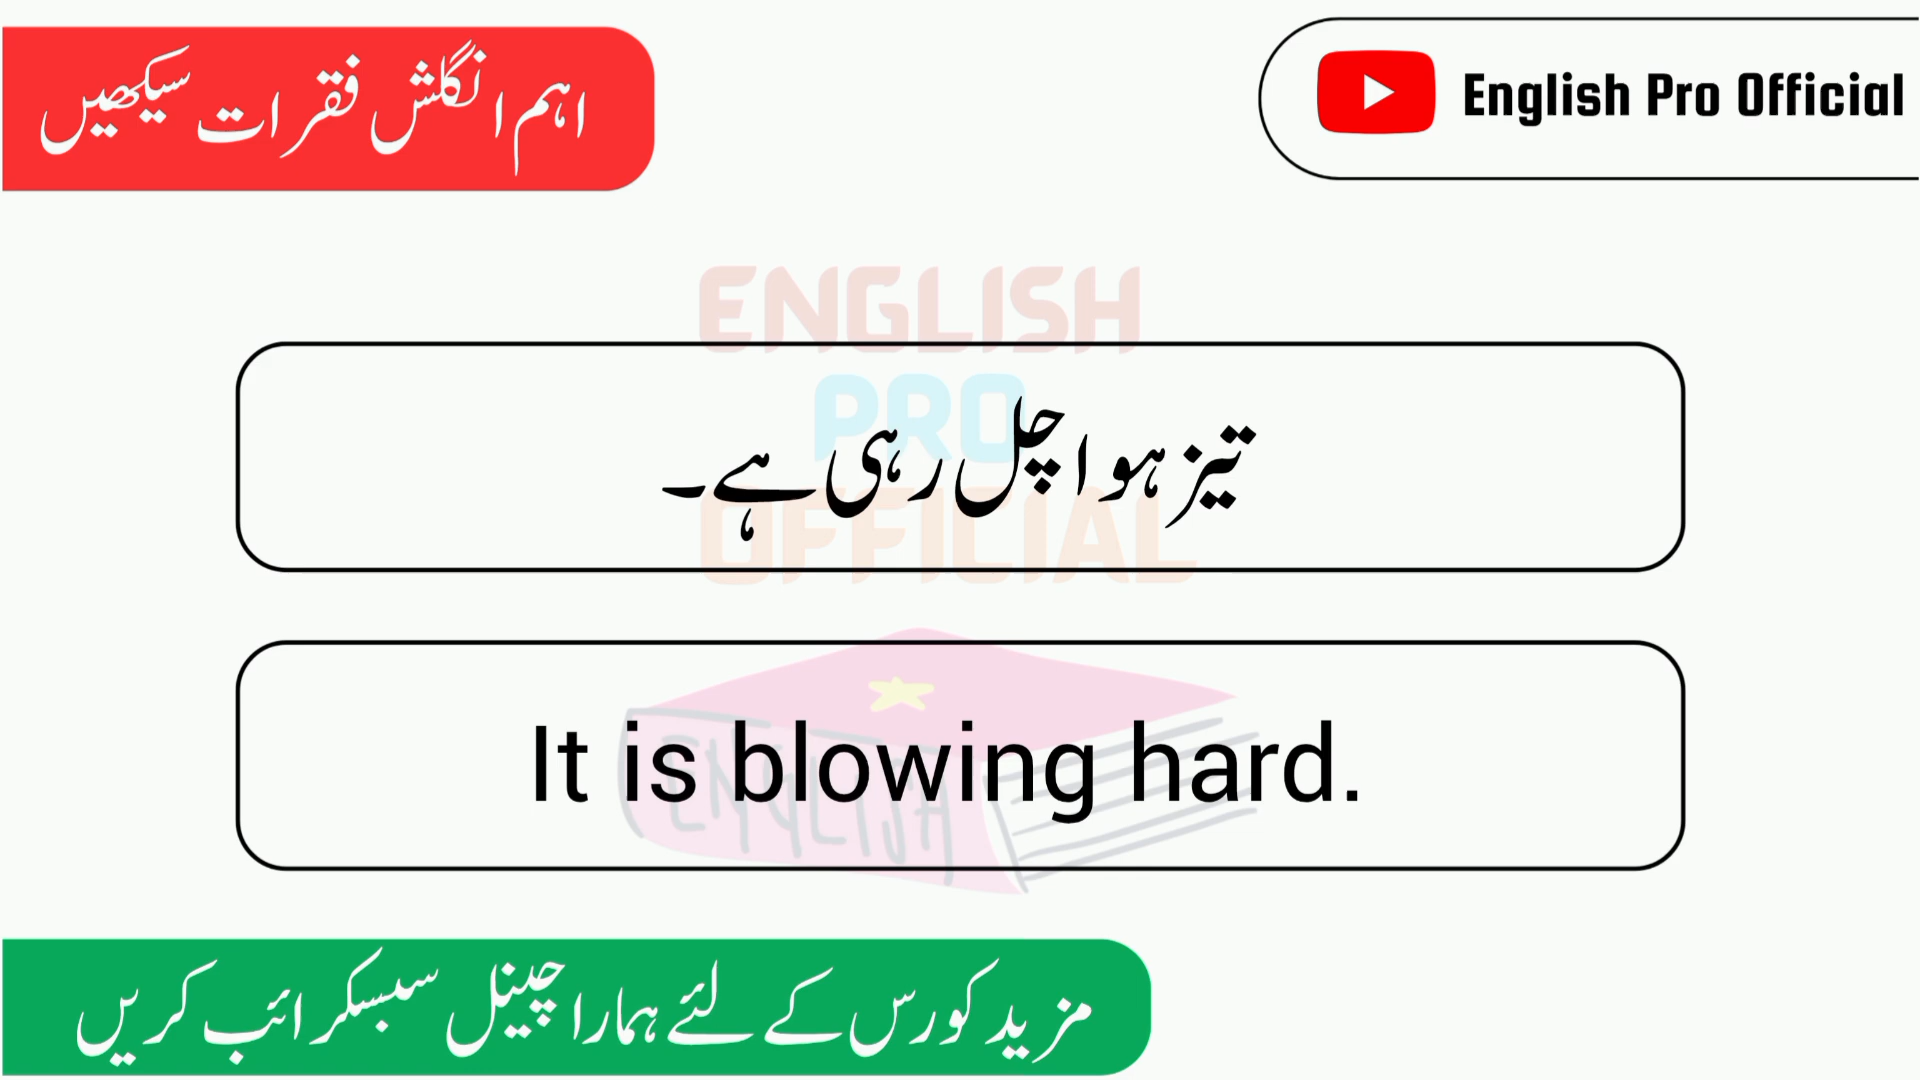 اہم انگلش فقرات سیکھیں
English Pro Official
ENGLISH
PRO
OFFICIAL
تیز ہوا چل رہی ہے۔
It is blowing hard.
ENGLISH
مزید کورس کے لئے ہمارا چینل سبسکرائب کریں